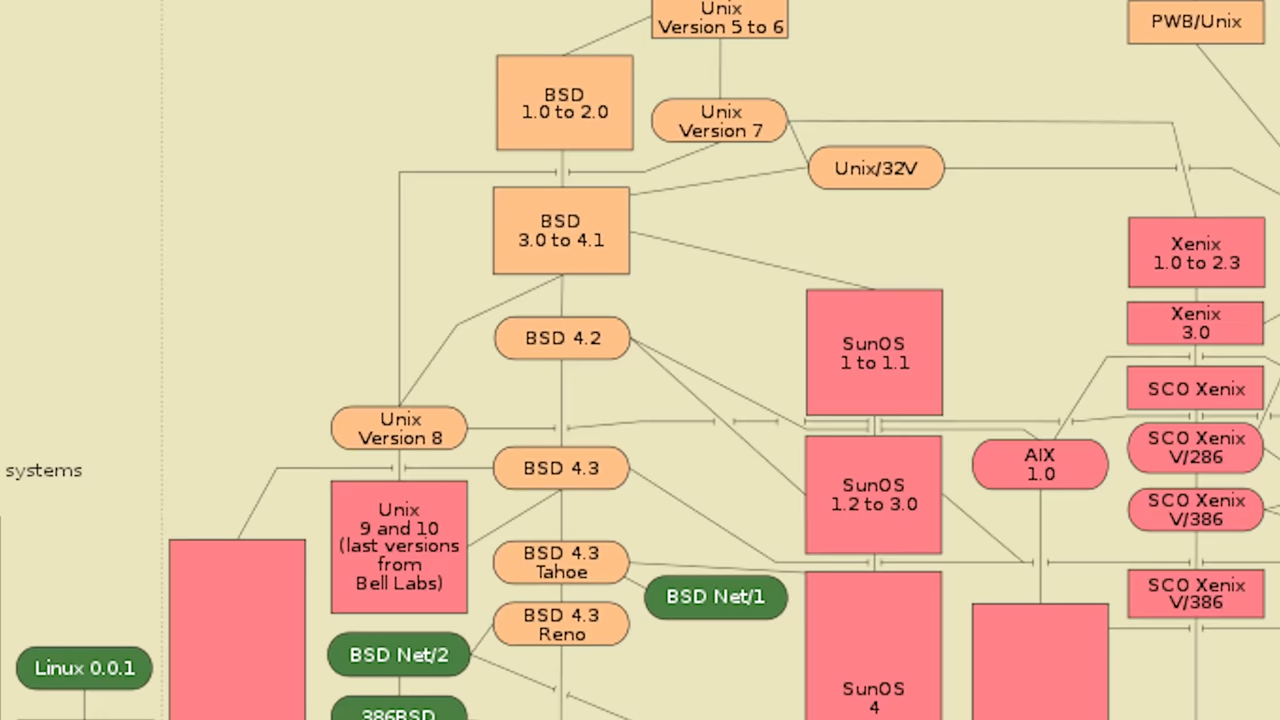 Unix
Version 5 to 6
PWB/Unix
BSD
1.0 to 2.0
Unix
Version 7
Unix/32V
BSD
3.0 to 4.1
Xenix
1.0 to 2.3
Xenix
3.0
BSD 4.2
SunOS
1 to 1.1
SCO Xenix
Unix
Version 8
SCO Xenix
V/286
systems
BSD 4.3
AIX
1.0
SunOS
1.2 to 3.0
SCO Xenix
V/386
Unix
9 and 10
(last versions
from
Bell Labs)
BSD 4.3
Tahoe
BSD Net/1
SCO Xenix
V/386
BSD 4.3
Reno
BSD Net/2
Linux 0.0.1
SunOS
4
386BSD